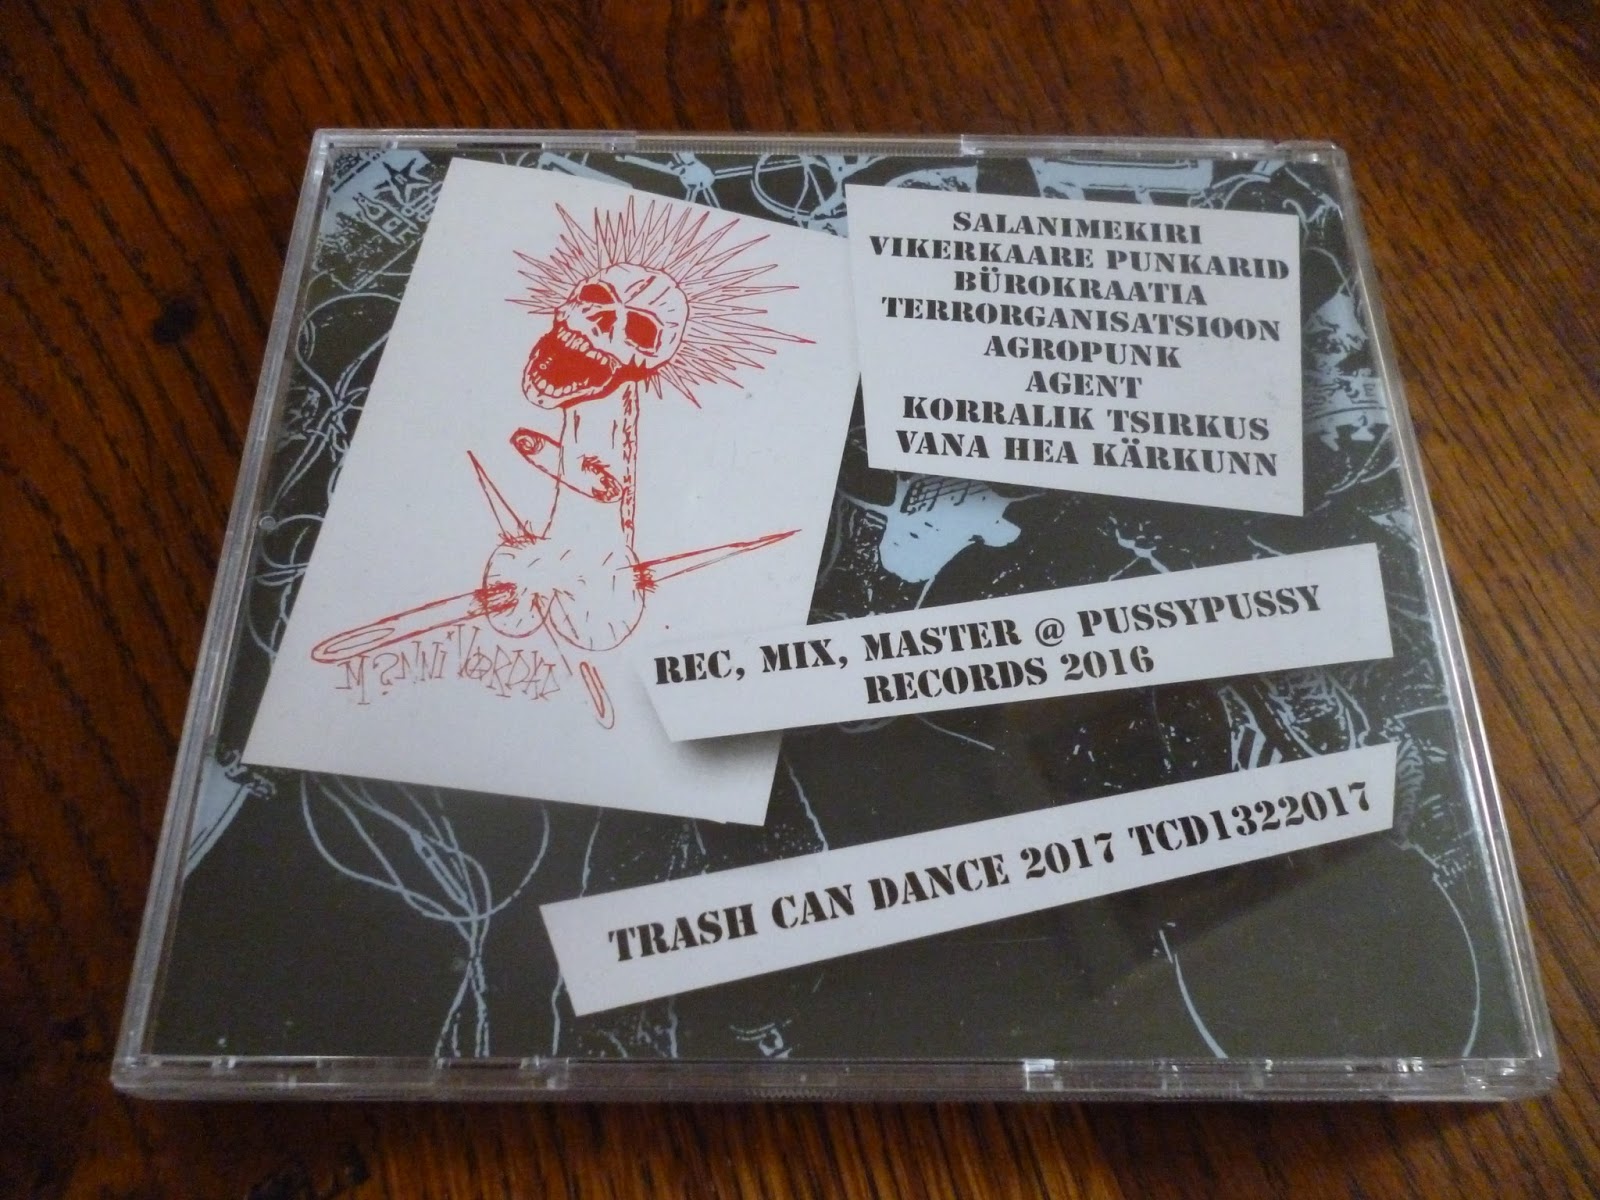 SALANIMEKIRI
VIKERKAARE PUNKARID
BÜROKRAATIA
TERRORGANISATSIOON
AGROPUNK
AGENT
KORRALIK TSIRKUS
VANA HEA KÄRKUNN
REC, MIX, MASTER @ PUSSYPUSSY
RECORDS 2016
TRASH CAN DANCE 2017 TCD1322017